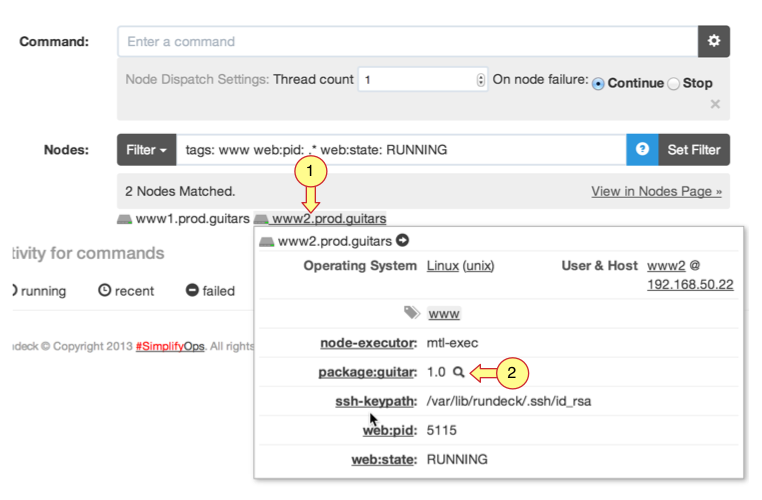 Command: Enter a command
Node Dispatch Settings: Thread count 1 On node failure: Continue Stop
×
Nodes: Filter tags: www web:pid: .* web:state: RUNNING ? Set Filter
1
2 Nodes Matched. View in Nodes Page »
www1.prod.guitars www2.prod.guitars
tivity for commands
running recent failed
deck © Copyright 2013 #SimplifyOps. All rights
www2.prod.guitars
Operating System Linux (unix) User & Host www2 @
192.168.50.22
www
node-executor: mtl-exec
package:guitar: 1.0 2
ssh-keypath: /var/lib/rundeck/.ssh/id_rsa
web:pid: 5115
web:state: RUNNING